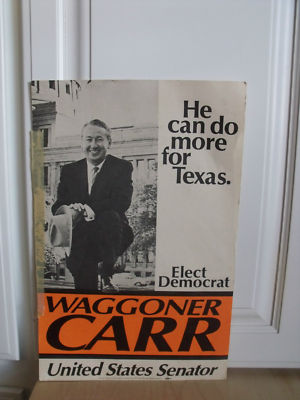 He
can do
more
for
Texas.
Elect
Democrat
WAGGONER
CARR
United States Senator